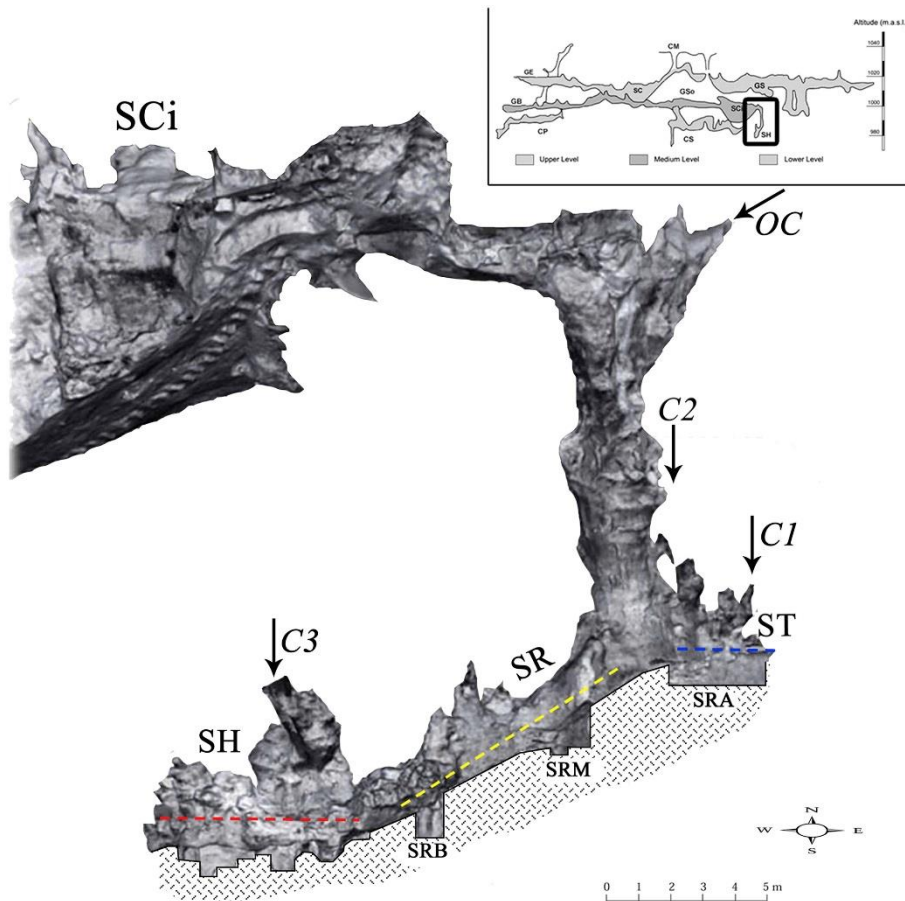 Altitude (m.a.s.l.)
1040
CM
GE
1020
SC
GS
GSo
GB
SCi
1000
CP
CS
SH
980
Upper Level
Medium Level
Lower Level
SCi
OC
C2
C1
ST
C3
SR
SRA
SH
SRM
SRB
N
W E
S
0 1 2 3 4 5 m